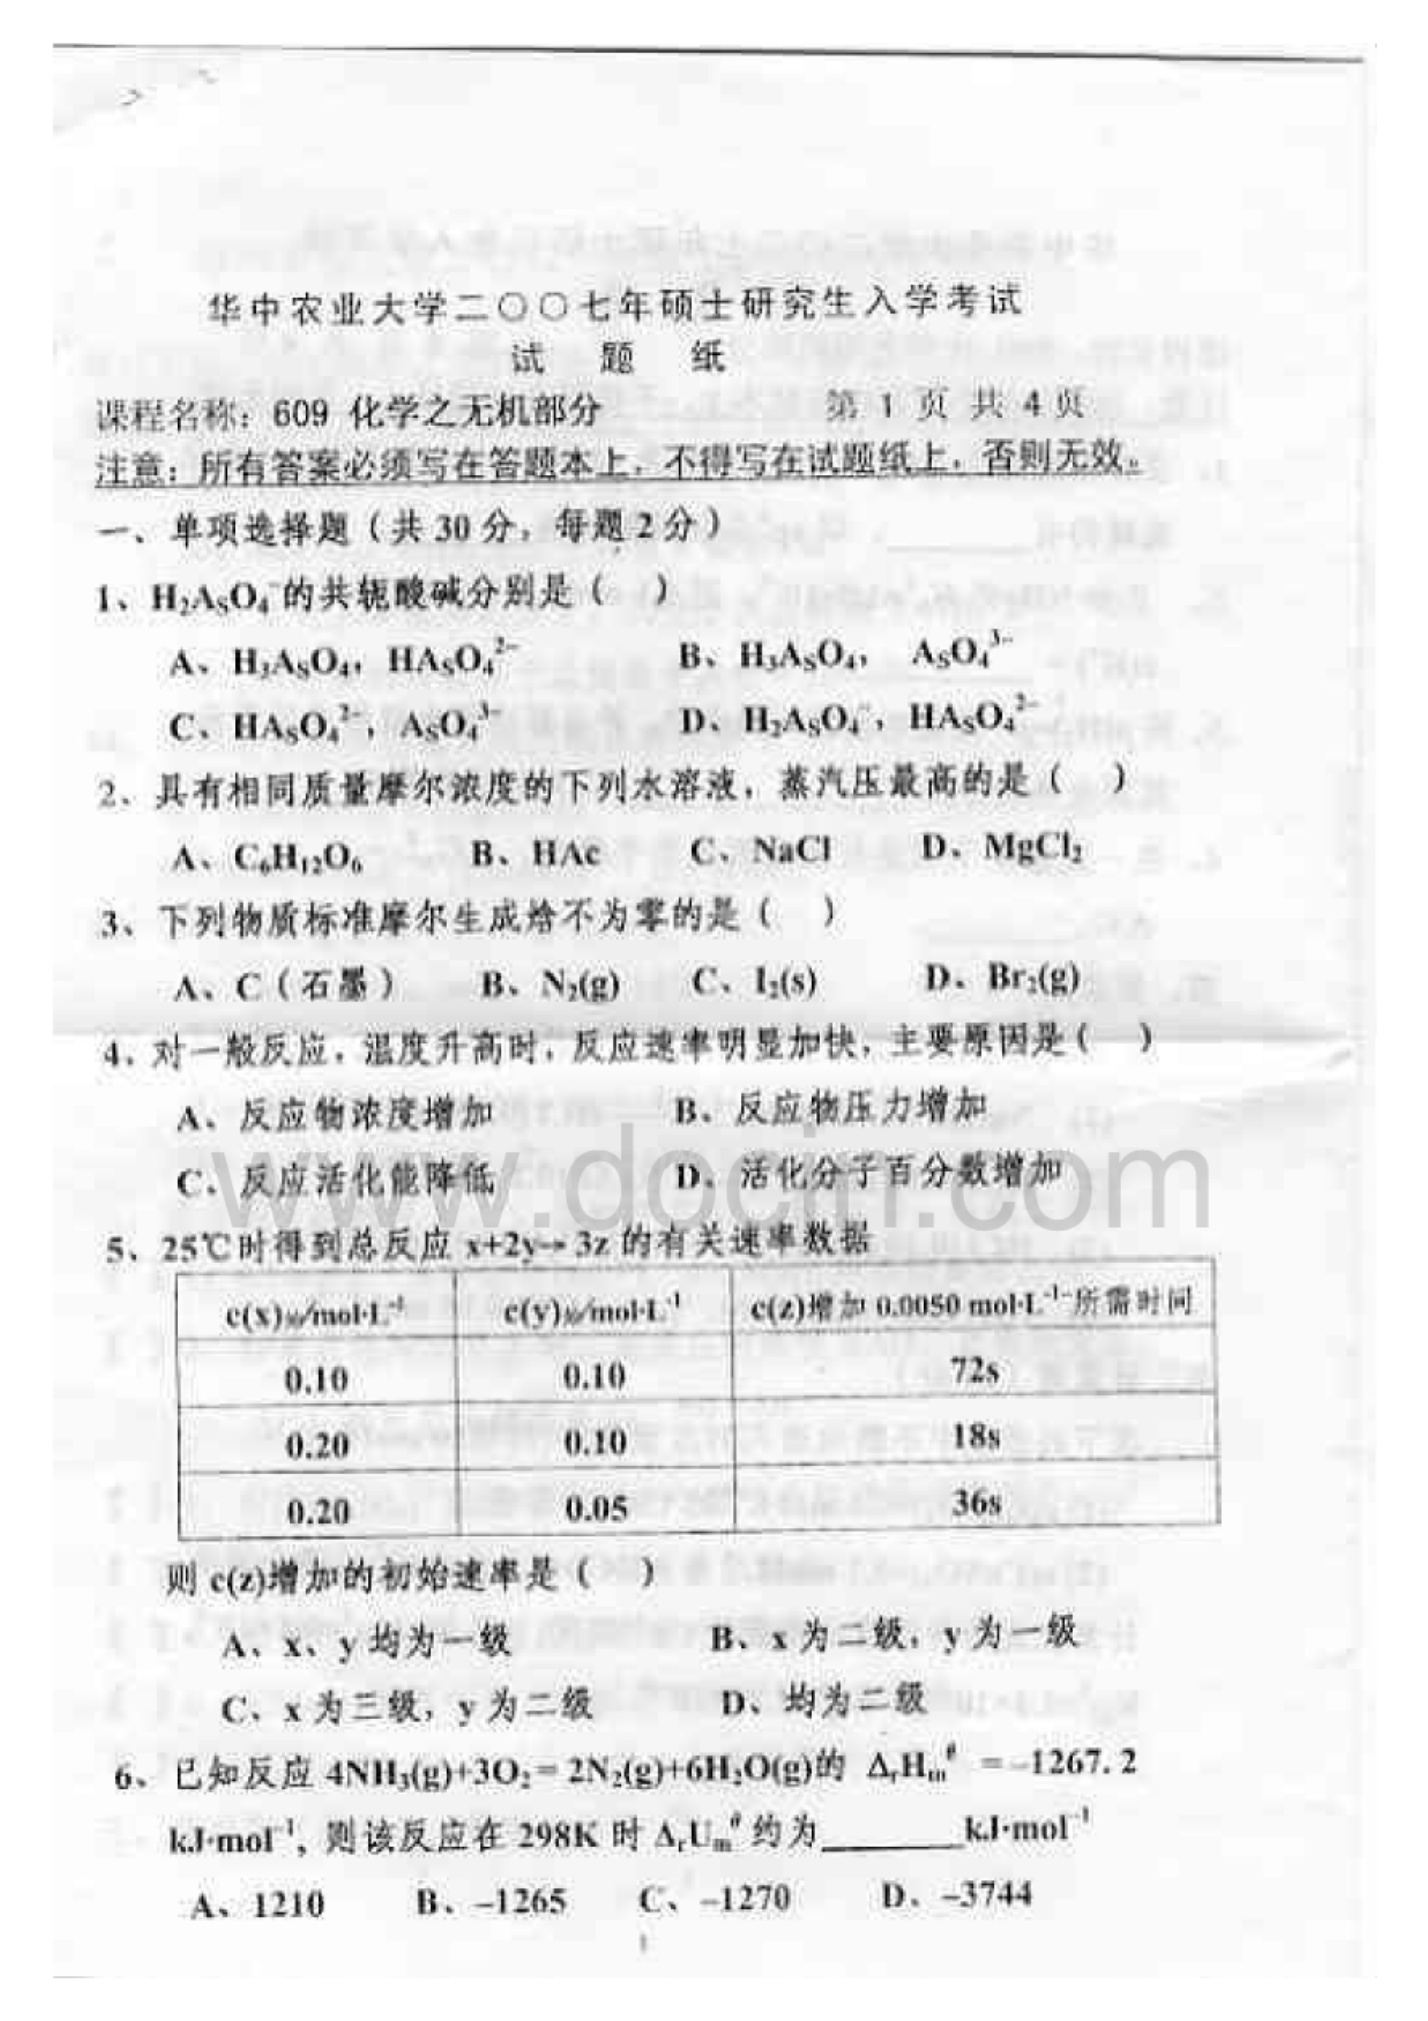 华中农业大学二〇〇七年硕士研究生入学考试
试 题 纸
课程名称：609 化学之无机部分 第 1 页 共 4 页
注意：所有答案必须写在答题本上，不得写在试题纸上，否则无效。
一、单项选择题（共 30 分，每题 2 分）
1、H₂AsO₄⁻的共轭酸碱分别是（ ）
A、H₃AsO₄，HAsO₄²⁻ B、H₃AsO₄， AsO₄³⁻
C、HAsO₄²⁻，AsO₄³⁻ D、H₂AsO₄⁻，HAsO₄²⁻
2、具有相同质量摩尔浓度的下列水溶液，蒸汽压最高的是（ ）
A、C₆H₁₂O₆ B、HAc C、NaCl D、MgCl₂
3、下列物质标准摩尔生成焓不为零的是（ ）
A、C（石墨） B、N₂(g) C、I₂(s) D、Br₂(g)
4、对一般反应，温度升高时，反应速率明显加快，主要原因是（ ）
A、反应物浓度增加 B、反应物压力增加
C、反应活化能降低 D、活化分子百分数增加
www.docin.com
5、25℃时得到总反应 x+2y→3z 的有关速率数据
c(x)初/mol·L⁻¹ c(y)初/mol·L⁻¹ c(z)增加 0.0050 mol·L⁻¹所需时间
0.10 0.10 72s
0.20 0.10 18s
0.20 0.05 36s
则 c(z)增加的初始速率是（ ）
A、x、y 均为一级 B、x 为二级，y 为一级
C、x 为三级，y 为二级 D、均为二级
6、已知反应 4NH₃(g)+3O₂= 2N₂(g)+6H₂O(g)的 ΔᵣHₘᶿ =-1267.2
kJ·mol⁻¹，则该反应在 298K 时 ΔᵣUₘᶿ 约为______kJ·mol⁻¹
A、1210 B、-1265 C、-1270 D、-3744
1